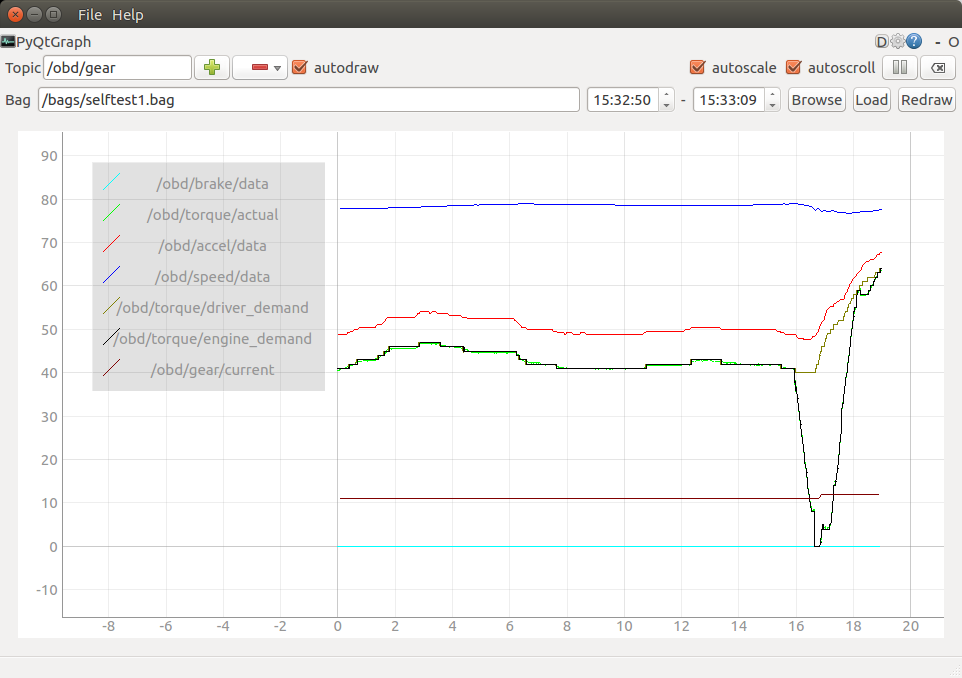 File Help
PyQtGraph D ? - O
Topic /obd/gear autodraw autoscale autoscroll
Bag /bags/selftest1.bag 15:32:50 - 15:33:09 Browse Load Redraw
90
80
70
60
50
40
30
20
10
0
-10
/obd/brake/data
/obd/torque/actual
/obd/accel/data
/obd/speed/data
/obd/torque/driver_demand
/obd/torque/engine_demand
/obd/gear/current
-8 -6 -4 -2 0 2 4 6 8 10 12 14 16 18 20